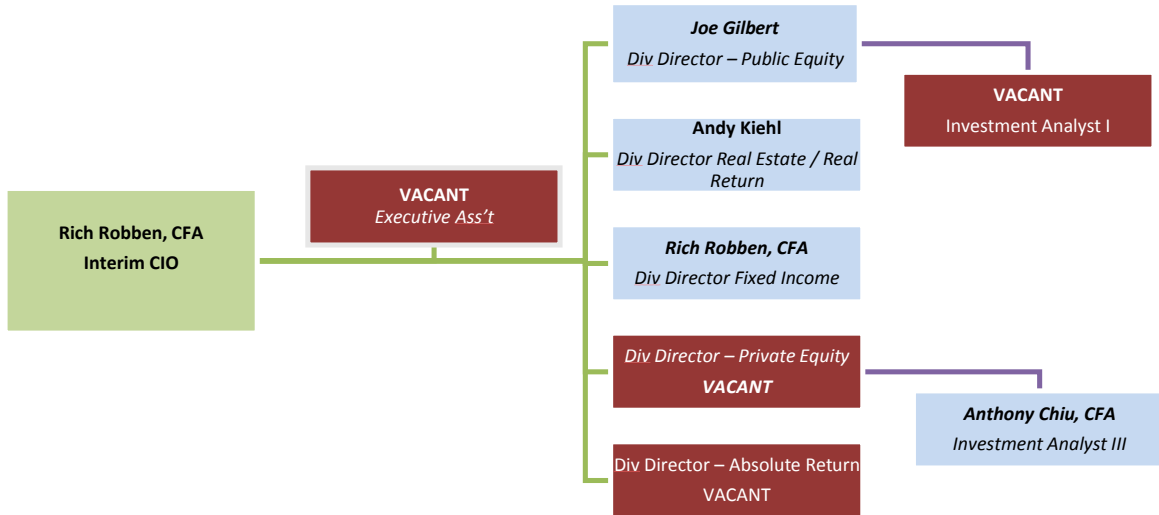 Joe Gilbert
Div Director – Public Equity
VACANT
Investment Analyst I
Andy Kiehl
Div Director Real Estate / Real
Return
VACANT
Executive Ass't
Rich Robben, CFA
Interim CIO
Rich Robben, CFA
Div Director Fixed Income
Div Director – Private Equity
VACANT
Anthony Chiu, CFA
Investment Analyst III
Div Director – Absolute Return
VACANT